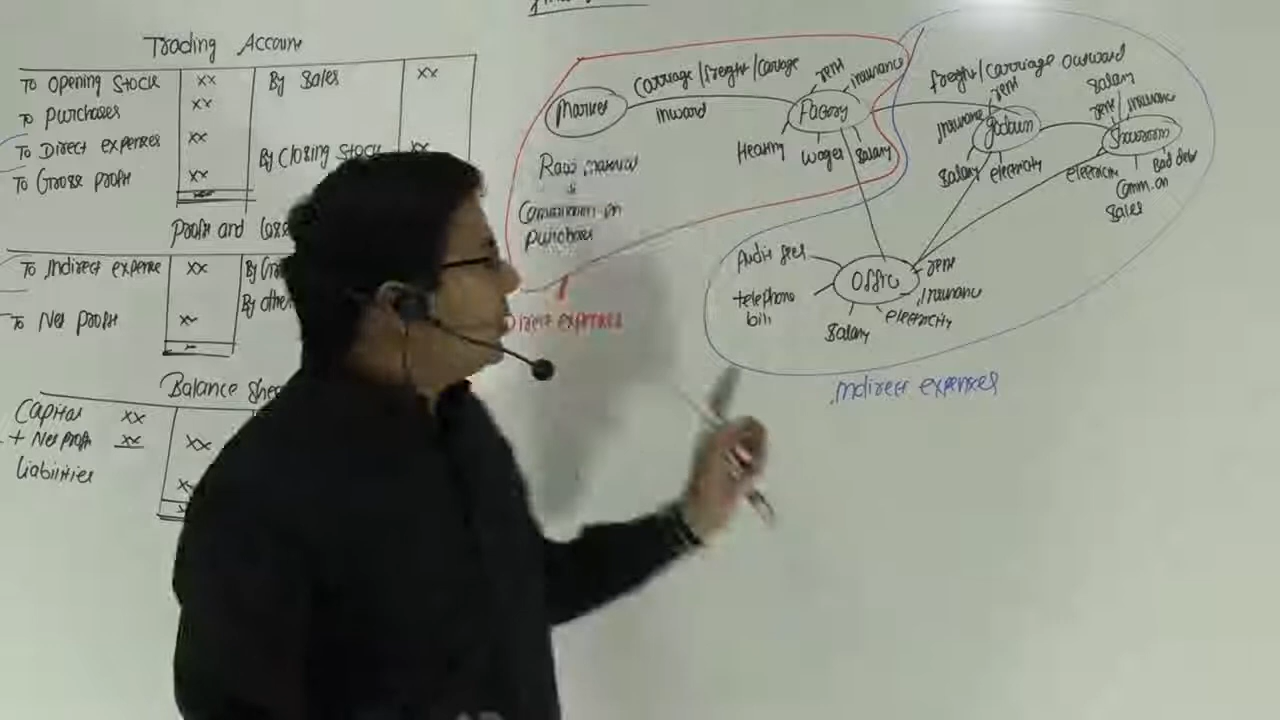 Trading Account
To Opening Stock xx By Sales xx
To purchases xx
To Direct expenses xx By Closing Stock xx
To Gross profit xx
Profit and Loss
To Indirect expense xx By
To Net profit xx By other
Balance Shee
Capital xx
+ Net profit xx xx
Liabilities x
Market
Carriage/freight/cartage
inward
Factory
rent
insurance
Heating
wages
Salary
Raw material
&
Commission on
purchases
Direct expenses
freight/carriage outward
godown
rent
Insurance
Salary
electricity
Showroom
Salary
rent/insurance
electricity
Bad debt
Comm. on
Sales
Office
Audit fees
telephone
bill
Salary
electricity
insurance
rent
Indirect expenses